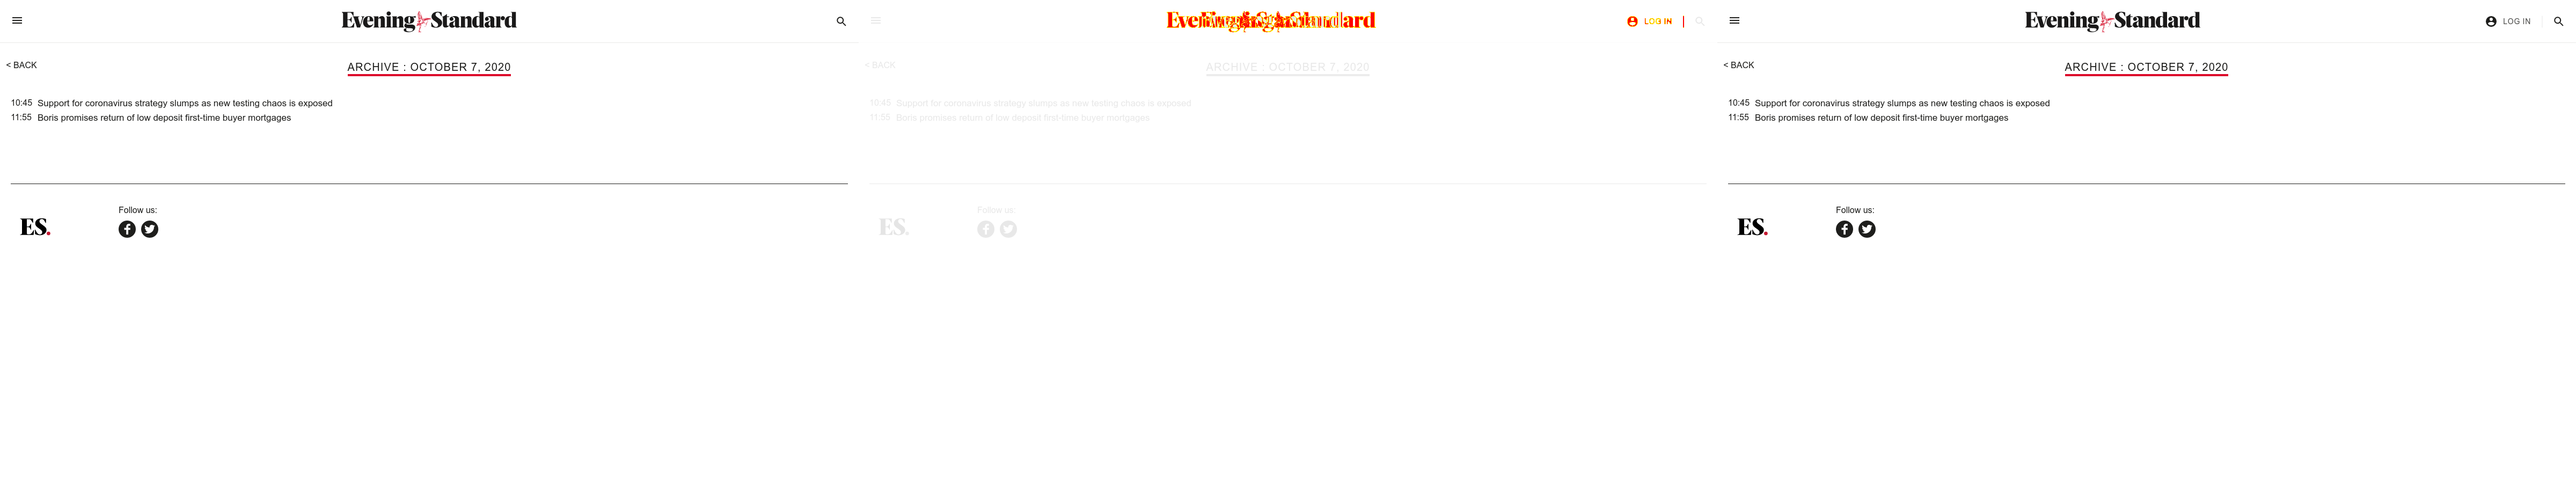 Evening Standard
< BACK
ARCHIVE : OCTOBER 7, 2020
10:45 Support for coronavirus strategy slumps as new testing chaos is exposed
11:55 Boris promises return of low deposit first-time buyer mortgages
ES.
Follow us:
LOG IN
< BACK
ARCHIVE : OCTOBER 7, 2020
10:45 Support for coronavirus strategy slumps as new testing chaos is exposed
11:55 Boris promises return of low deposit first-time buyer mortgages
ES.
Follow us:
Evening Standard
LOG IN
< BACK
ARCHIVE : OCTOBER 7, 2020
10:45 Support for coronavirus strategy slumps as new testing chaos is exposed
11:55 Boris promises return of low deposit first-time buyer mortgages
ES.
Follow us: